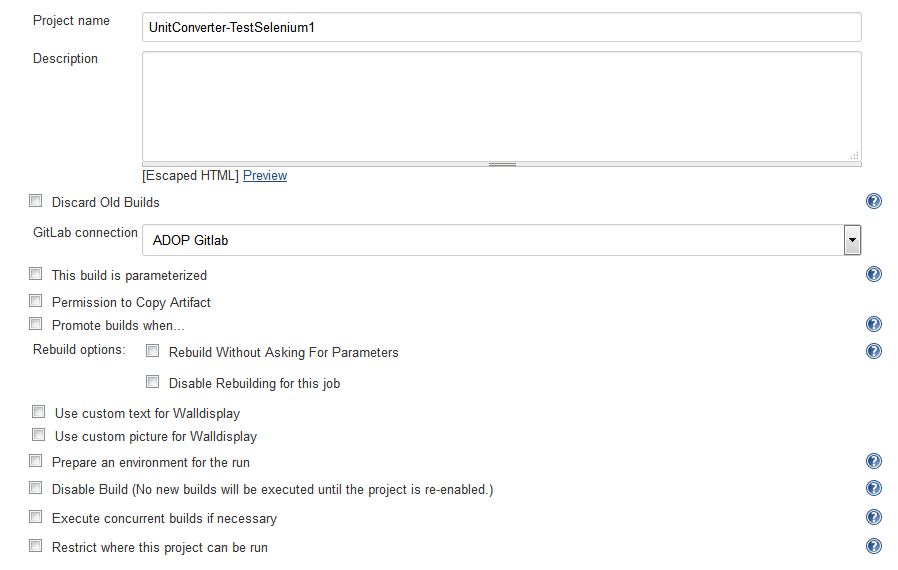 Project name UnitConverter-TestSelenium1
Description
[Escaped HTML] Preview
Discard Old Builds
GitLab connection ADOP Gitlab
This build is parameterized
Permission to Copy Artifact
Promote builds when...
Rebuild options: Rebuild Without Asking For Parameters
Disable Rebuilding for this job
Use custom text for Walldisplay
Use custom picture for Walldisplay
Prepare an environment for the run
Disable Build (No new builds will be executed until the project is re-enabled.)
Execute concurrent builds if necessary
Restrict where this project can be run